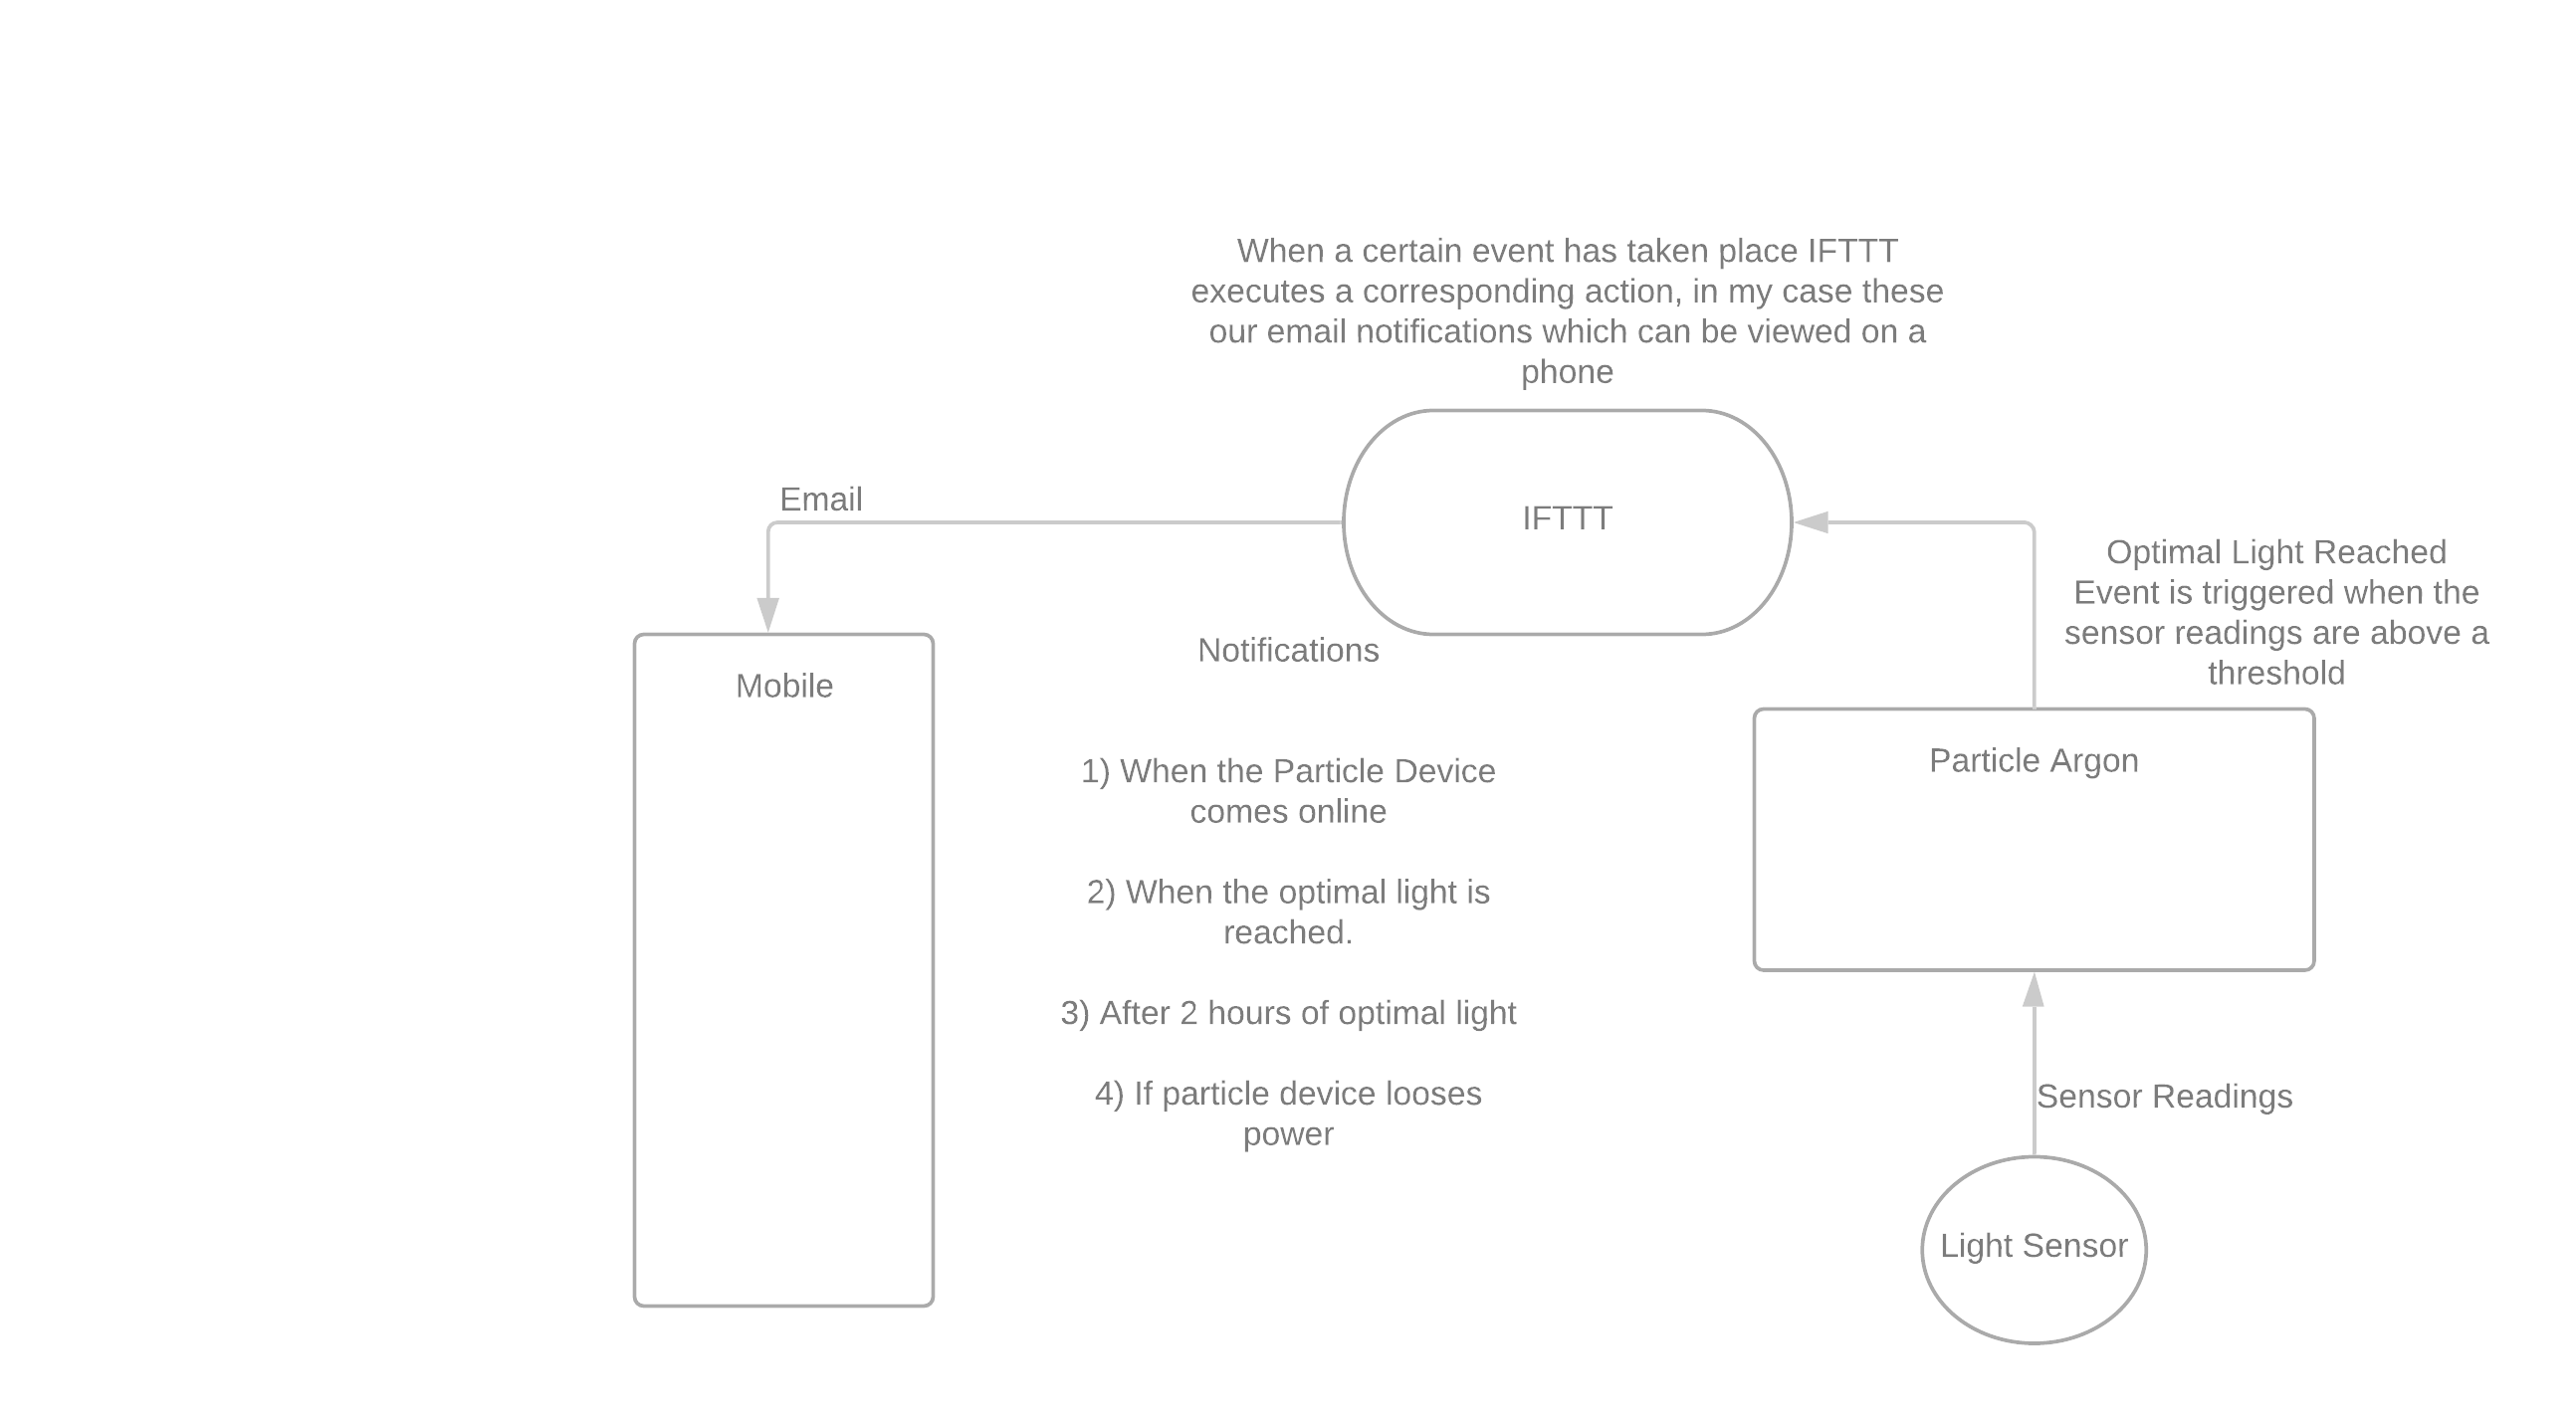 When a certain event has taken place IFTTT
executes a corresponding action, in my case these
our email notifications which can be viewed on a
phone
Email
IFTTT
Optimal Light Reached
Event is triggered when the
sensor readings are above a
threshold
Notifications
Mobile
Particle Argon
1) When the Particle Device
comes online
2) When the optimal light is
reached.
3) After 2 hours of optimal light
4) If particle device looses
power
Sensor Readings
Light Sensor